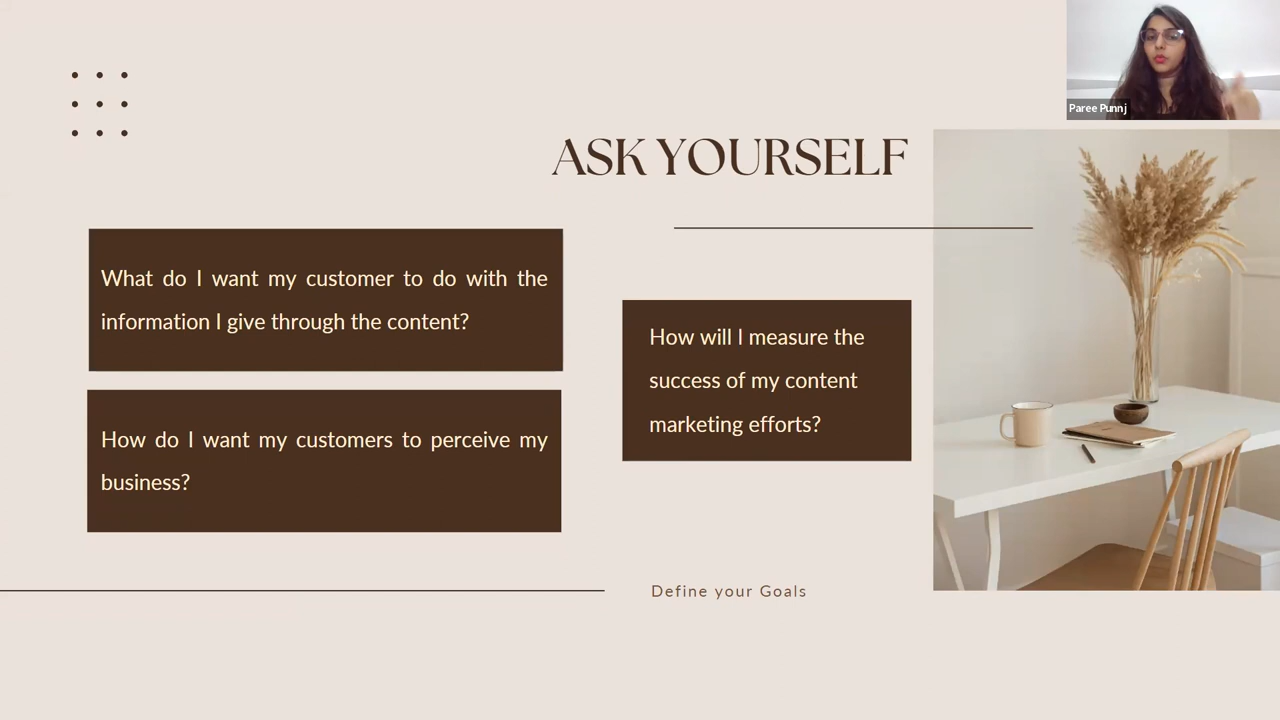 Paree Punnj
ASK YOURSELF
What do I want my customer to do with the
information I give through the content?
How do I want my customers to perceive my
business?
How will I measure the
success of my content
marketing efforts?
Define your Goals